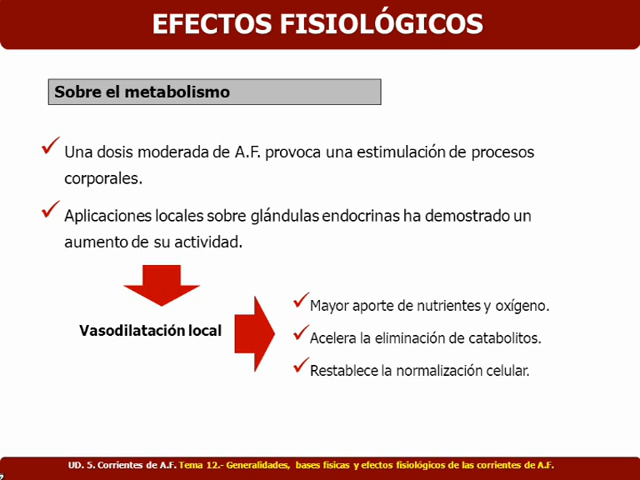 EFECTOS FISIOLÓGICOS
Sobre el metabolismo
Una dosis moderada de A.F. provoca una estimulación de procesos
corporales.
Aplicaciones locales sobre glándulas endocrinas ha demostrado un
aumento de su actividad.
Vasodilatación local
Mayor aporte de nutrientes y oxígeno.
Acelera la eliminación de catabolitos.
Restablece la normalización celular.
UD. 5. Corrientes de A.F. Tema 12.- Generalidades, bases físicas y efectos fisiológicos de las corrientes de A.F.